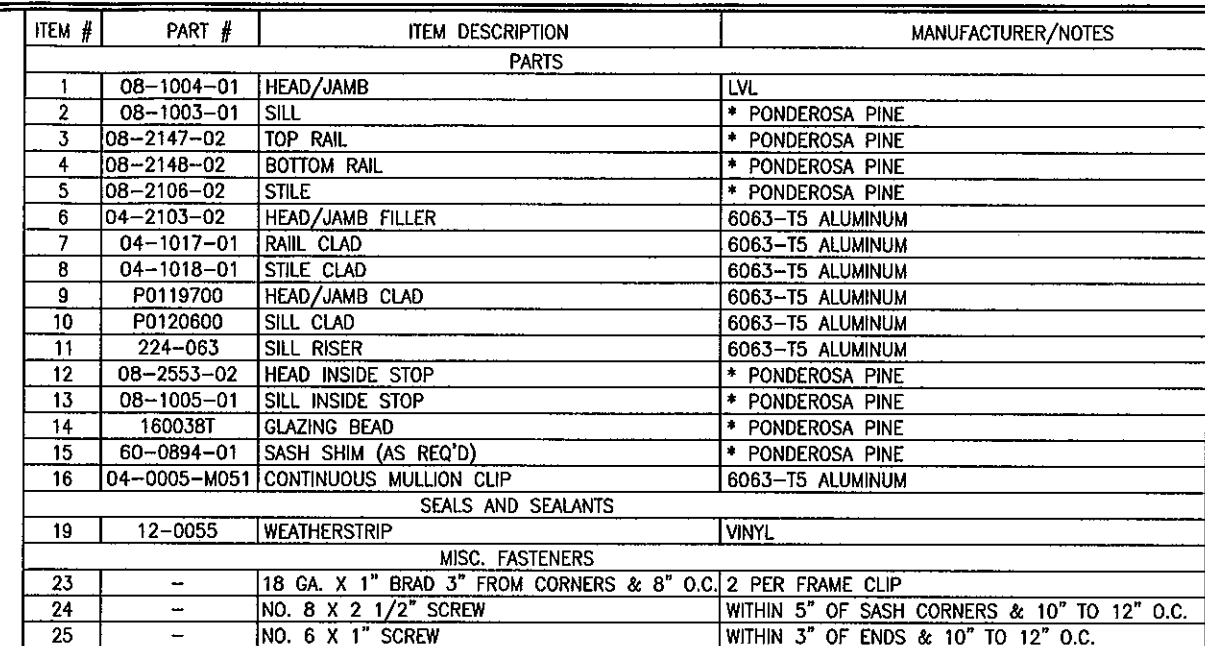 ITEM # PART # ITEM DESCRIPTION MANUFACTURER/NOTES
PARTS
1 08-1004-01 HEAD/JAMB LVL
2 08-1003-01 SILL * PONDEROSA PINE
3 08-2147-02 TOP RAIL * PONDEROSA PINE
4 08-2148-02 BOTTOM RAIL * PONDEROSA PINE
5 08-2106-02 STILE * PONDEROSA PINE
6 04-2103-02 HEAD/JAMB FILLER 6063-T5 ALUMINUM
7 04-1017-01 RAIIL CLAD 6063-T5 ALUMINUM
8 04-1018-01 STILE CLAD 6063-T5 ALUMINUM
9 P0119700 HEAD/JAMB CLAD 6063-T5 ALUMINUM
10 P0120600 SILL CLAD 6063-T5 ALUMINUM
11 224-063 SILL RISER 6063-T5 ALUMINUM
12 08-2553-02 HEAD INSIDE STOP * PONDEROSA PINE
13 08-1005-01 SILL INSIDE STOP * PONDEROSA PINE
14 160038T GLAZING BEAD * PONDEROSA PINE
15 60-0894-01 SASH SHIM (AS REQ'D) * PONDEROSA PINE
16 04-0005-M051 CONTINUOUS MULLION CLIP 6063-T5 ALUMINUM
SEALS AND SEALANTS
19 12-0055 WEATHERSTRIP VINYL
MISC. FASTENERS
23 - 18 GA. X 1" BRAD 3" FROM CORNERS & 8" O.C. 2 PER FRAME CLIP
24 - NO. 8 X 2 1/2" SCREW WITHIN 5" OF SASH CORNERS & 10" TO 12" O.C.
25 - NO. 6 X 1" SCREW WITHIN 3" OF ENDS & 10" TO 12" O.C.